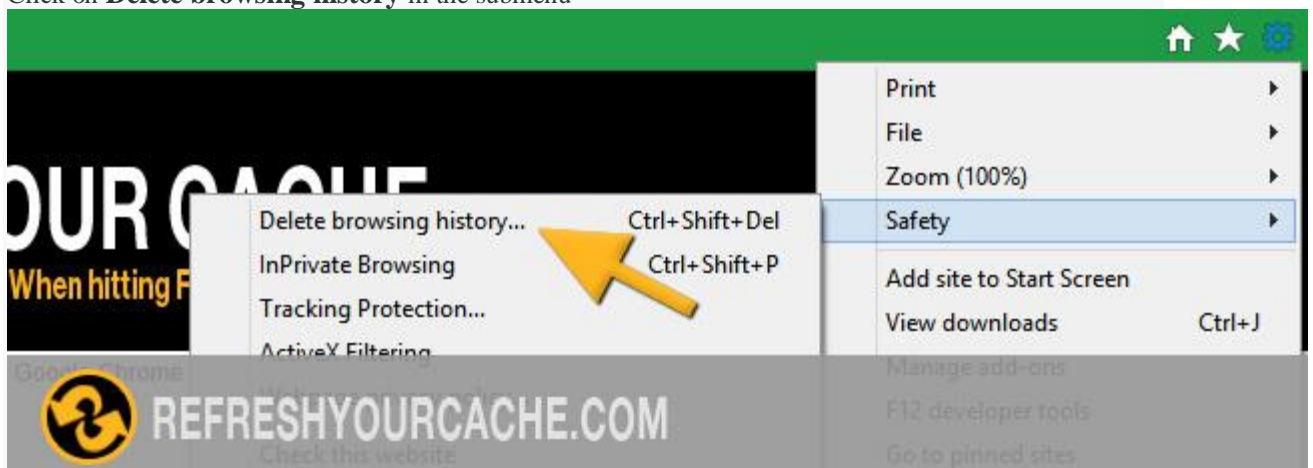 Click on Delete browsing history in the submenu
OUR CACHE
When hitting F
Print
File
Zoom (100%)
Safety
Add site to Start Screen
View downloads Ctrl+J
Manage add-ons
F12 developer tools
Go to pinned sites
Delete browsing history... Ctrl+Shift+Del
InPrivate Browsing Ctrl+Shift+P
Tracking Protection...
ActiveX Filtering
Check this website
Google Chrome
REFRESHYOURCACHE.COM